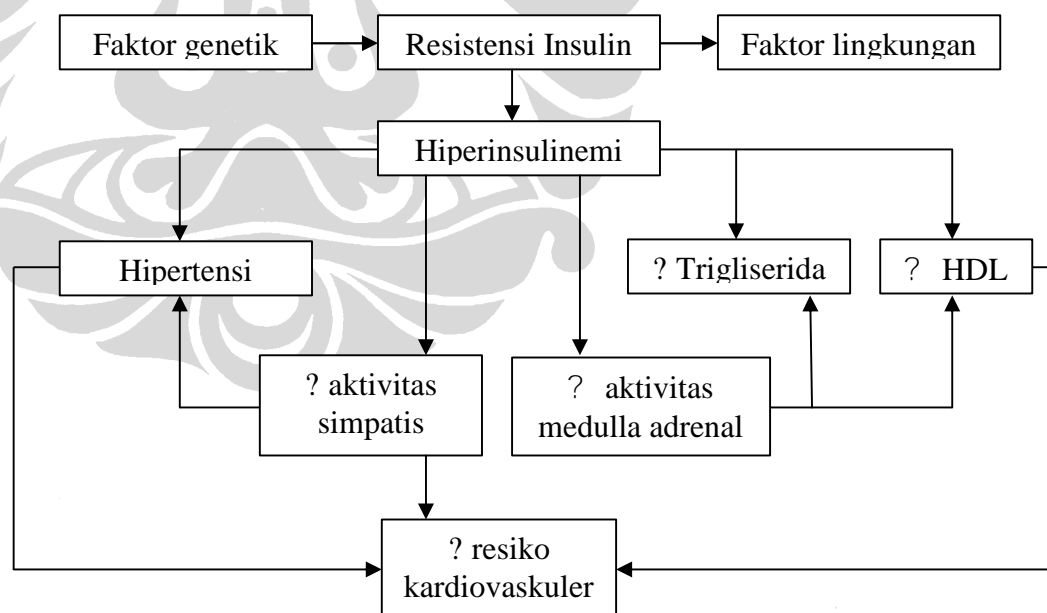 Faktor genetik
Resistensi Insulin
Faktor lingkungan
Hiperinsulinemi
Hipertensi
? Trigliserida
? HDL
? aktivitas
simpatis
? aktivitas
medulla adrenal
? resiko
kardiovaskuler